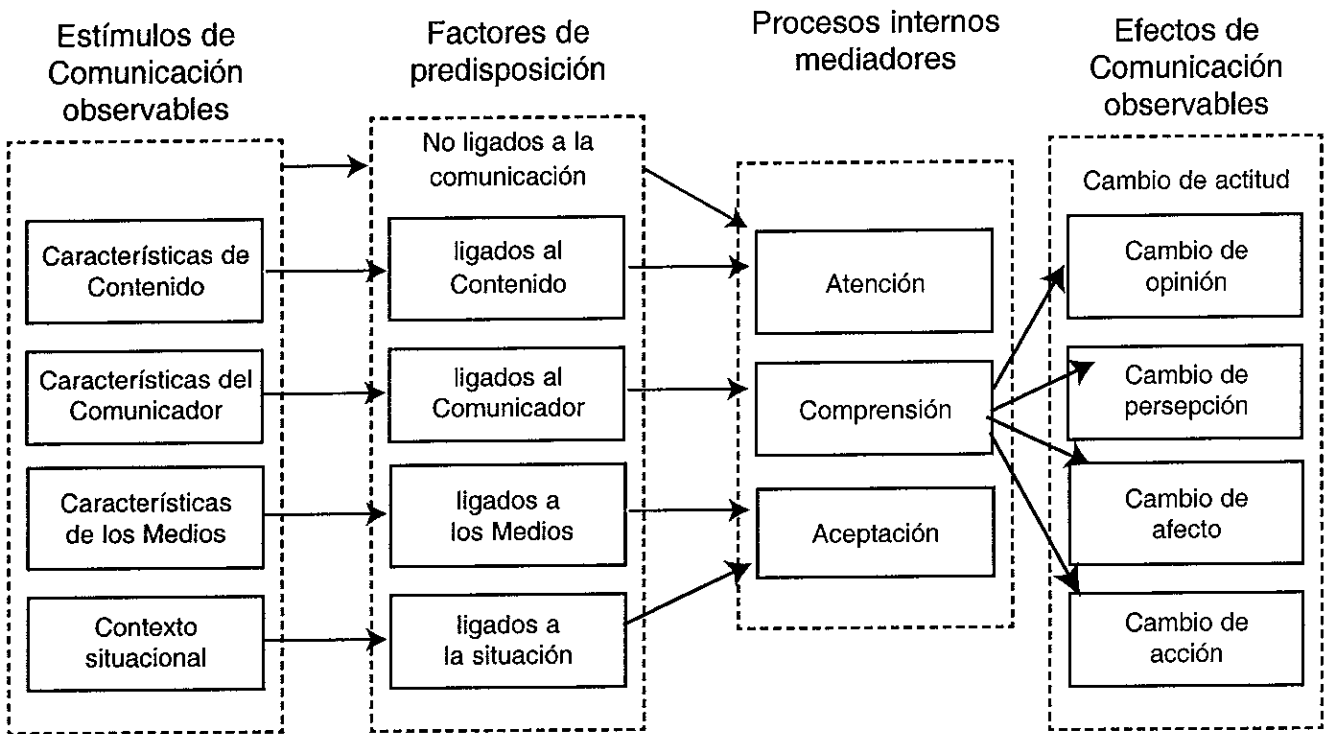 Estímulos de
Comunicación
observables
Características de
Contenido
Características del
Comunicador
Características
de los Medios
Contexto
situacional
Factores de
predisposición
No ligados a la
comunicación
ligados al
Contenido
ligados al
Comunicador
ligados a
los Medios
ligados a
la situación
Procesos internos
mediadores
Atención
Comprensión
Aceptación
Efectos de
Comunicación
observables
Cambio de actitud
Cambio de
opinión
Cambio de
persepción
Cambio de
afecto
Cambio de
acción